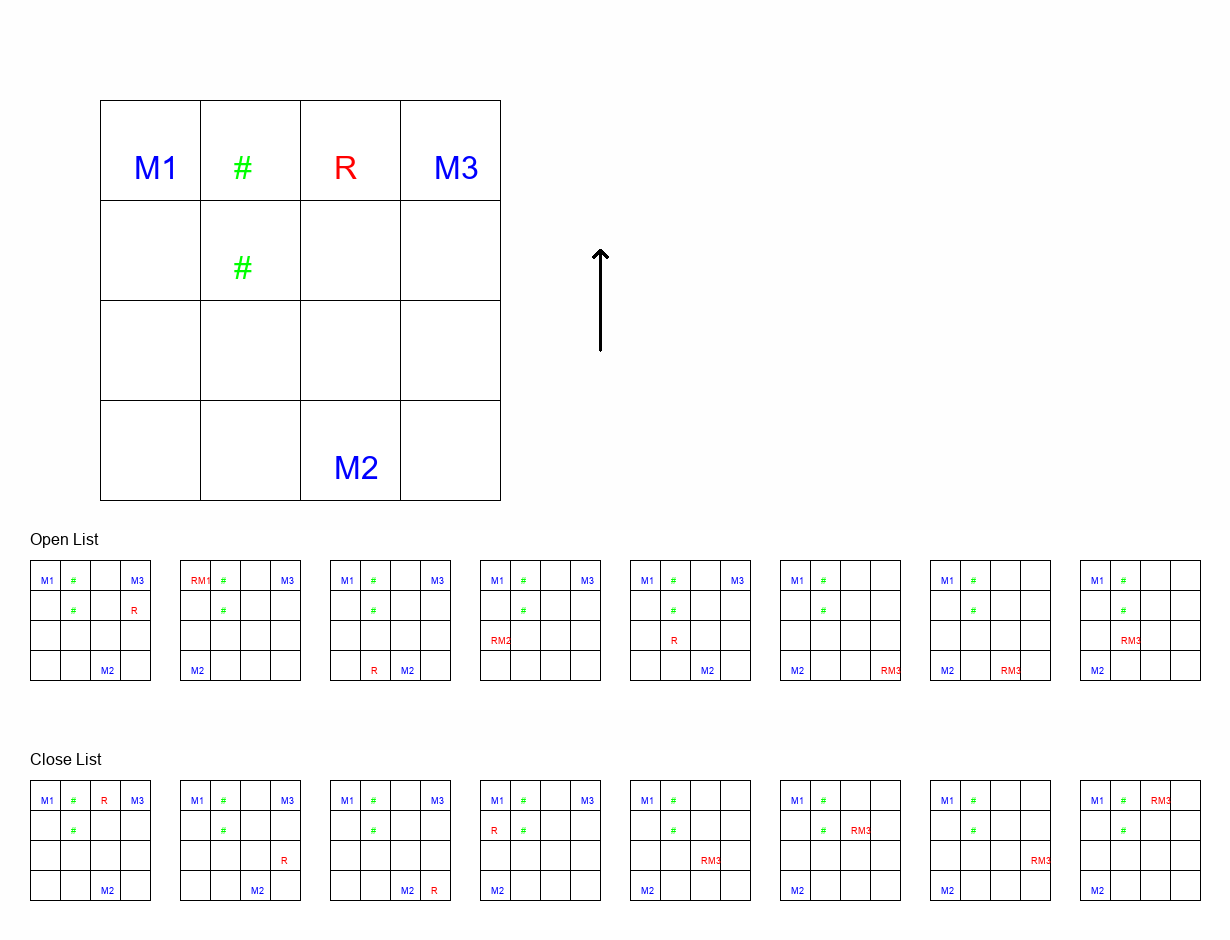 M1 # R M3
#
M2
Open List
M1 # M3 RM1 # M3 M1 # M3 M1 # M3 M1 # M3 M1 # M1 # M1 #
# R # # # # # # #
RM2 R RM3
M2 M2 R M2 M2 M2 RM3 M2 RM3 M2
Close List
M1 # R M3 M1 # M3 M1 # M3 M1 # M3 M1 # M1 # M1 # M1 # RM3
# # # R # # # RM3 # #
R RM3 RM3
M2 M2 M2 R M2 M2 M2 M2 M2